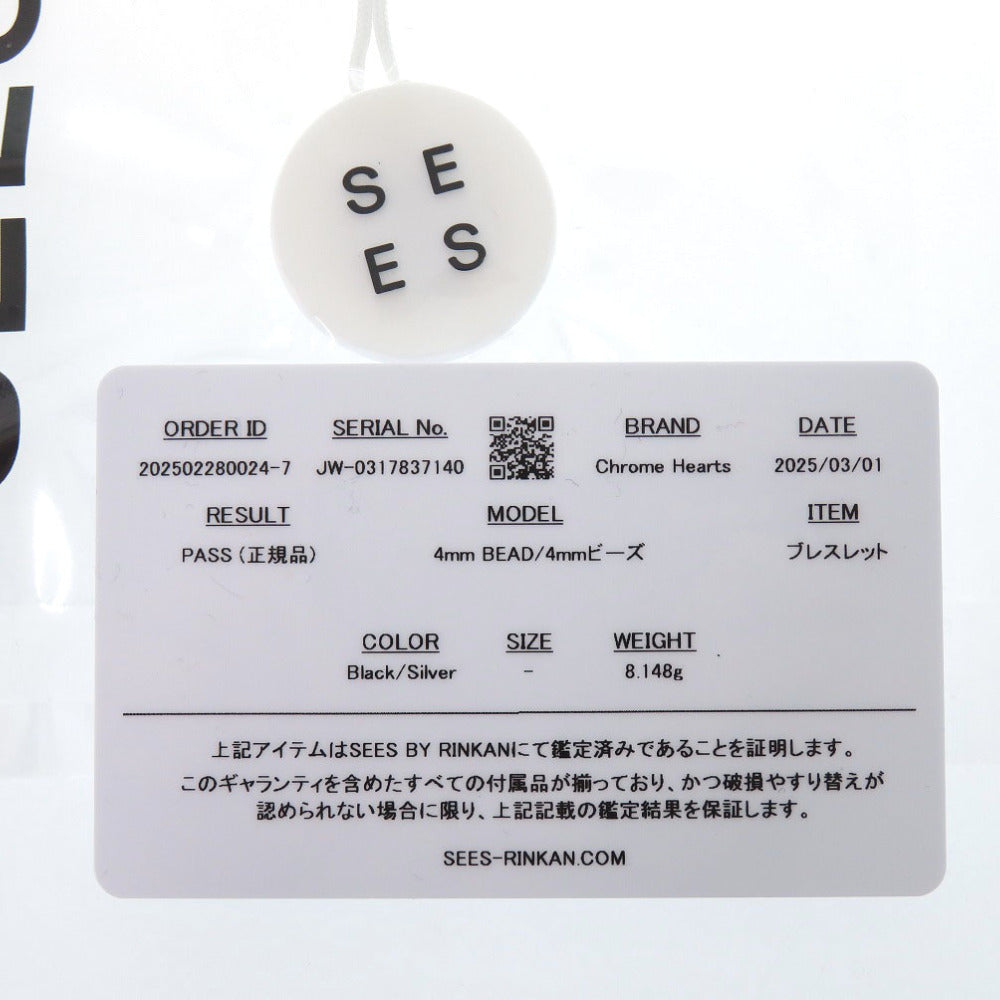 S E
E S
ORDER ID SERIAL No. BRAND DATE
202502280024-7 JW-0317837140 Chrome Hearts 2025/03/01
RESULT MODEL ITEM
PASS（正規品） 4mm BEAD/4mmビーズ ブレスレット
COLOR SIZE WEIGHT
Black/Silver - 8.148g
上記アイテムはSEES BY RINKANにて鑑定済みであることを証明します。
このギャランティを含めたすべての付属品が揃っており、かつ破損やすり替えが
認められない場合に限り、上記記載の鑑定結果を保証します。
SEES-RINKAN.COM